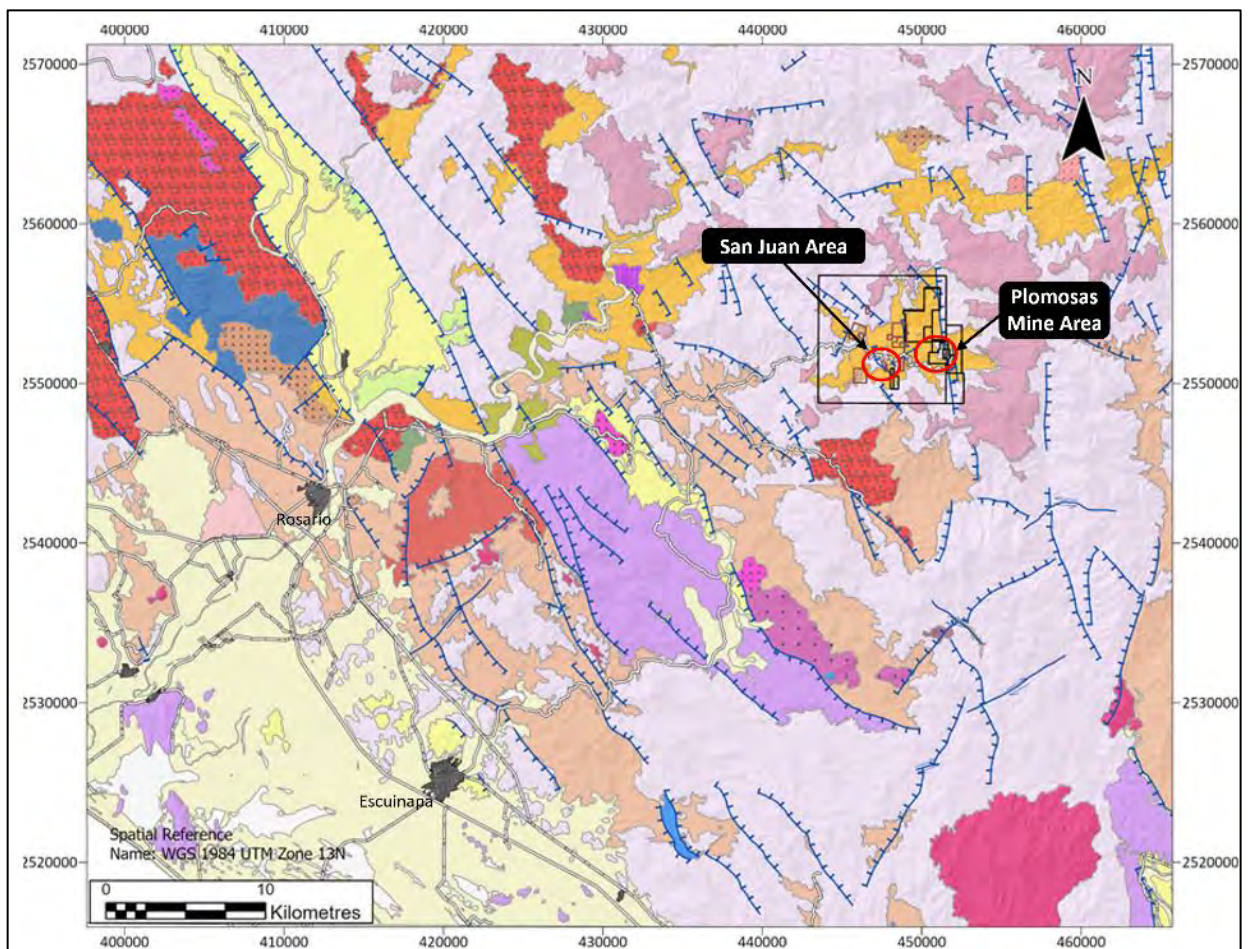 400000 410000 420000 430000 440000 450000 460000
2570000 2570000
N
2560000 2560000
San Juan Area
Plomosas
Mine Area
2550000 2550000
Rosario
2540000 2540000
2530000 2530000
Escuinapa
Spatial Reference
Name: WGS 1984 UTM Zone 13N
2520000 2520000
0 10
Kilometres
400000 410000 420000 430000 440000 450000 460000